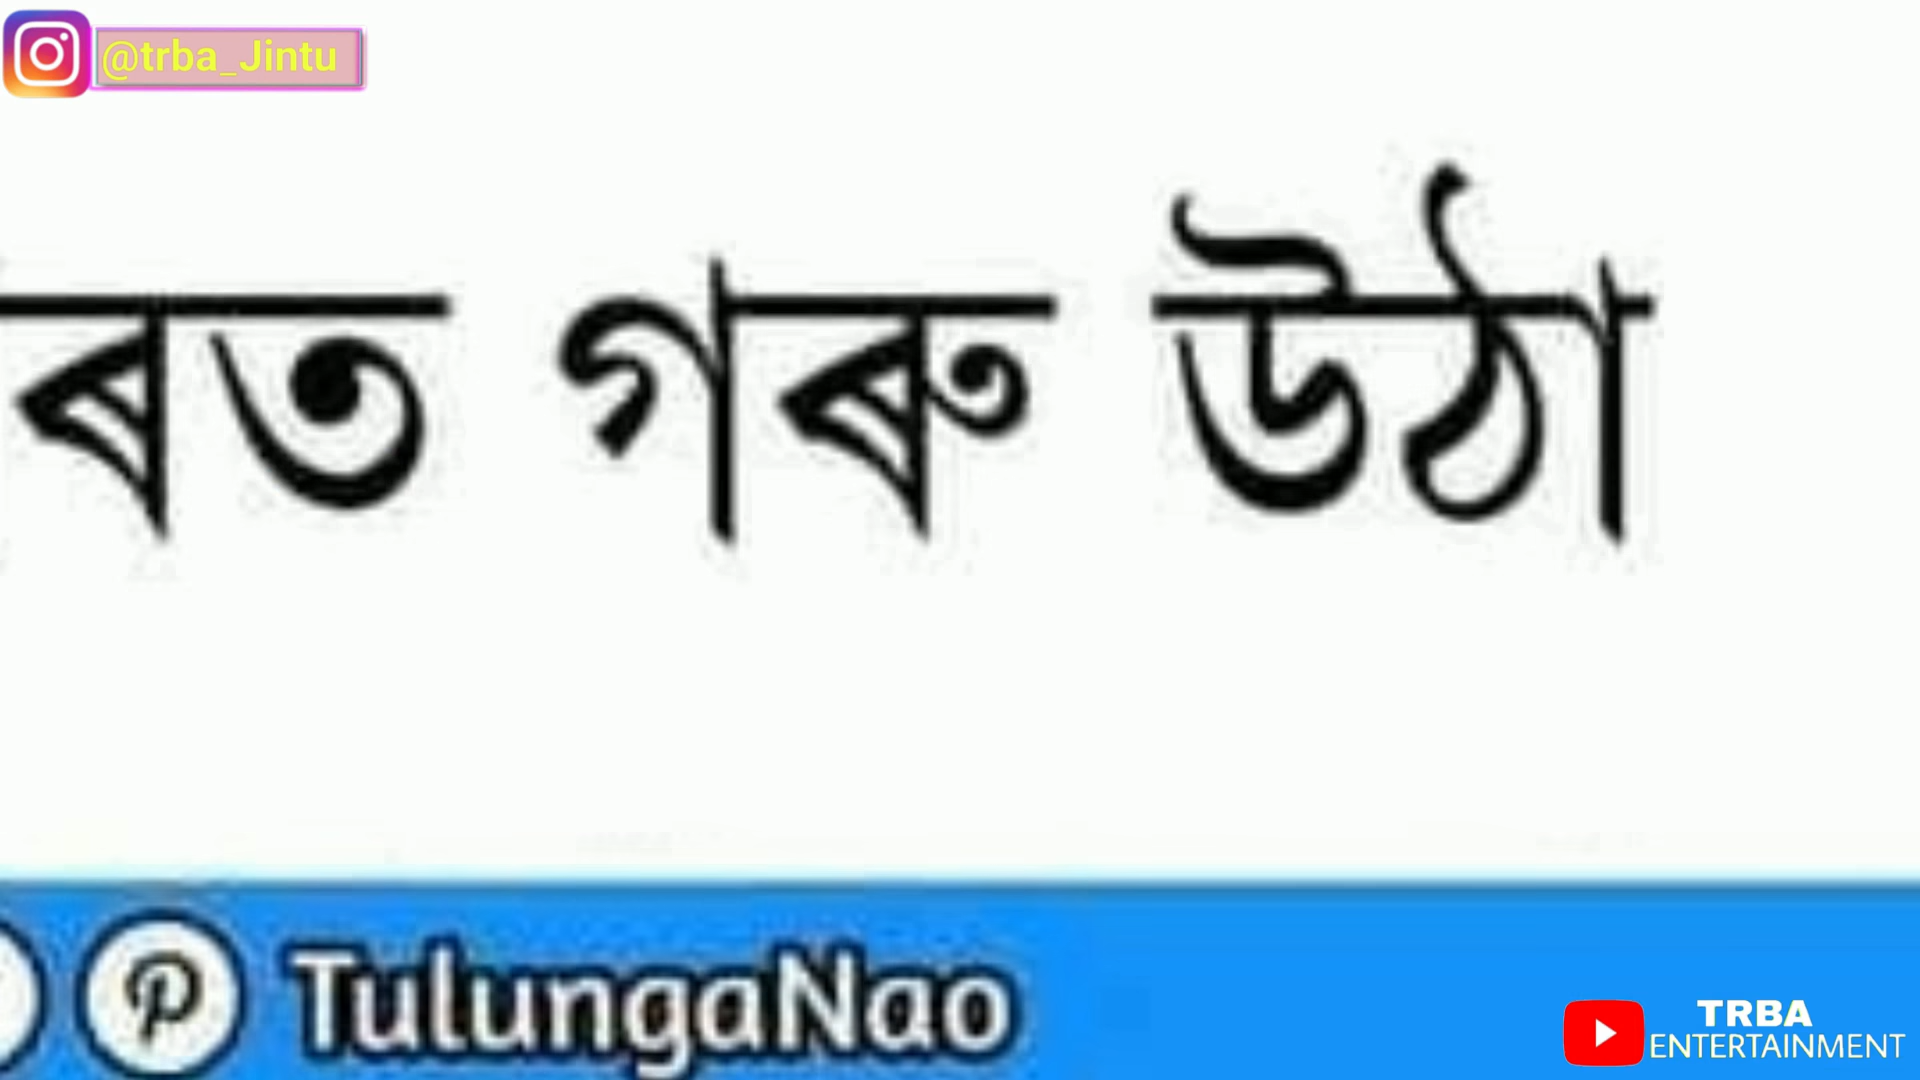 @trba_Jintu
ৰত গৰু উঠা
TulungaNao
TRBA
ENTERTAINMENT